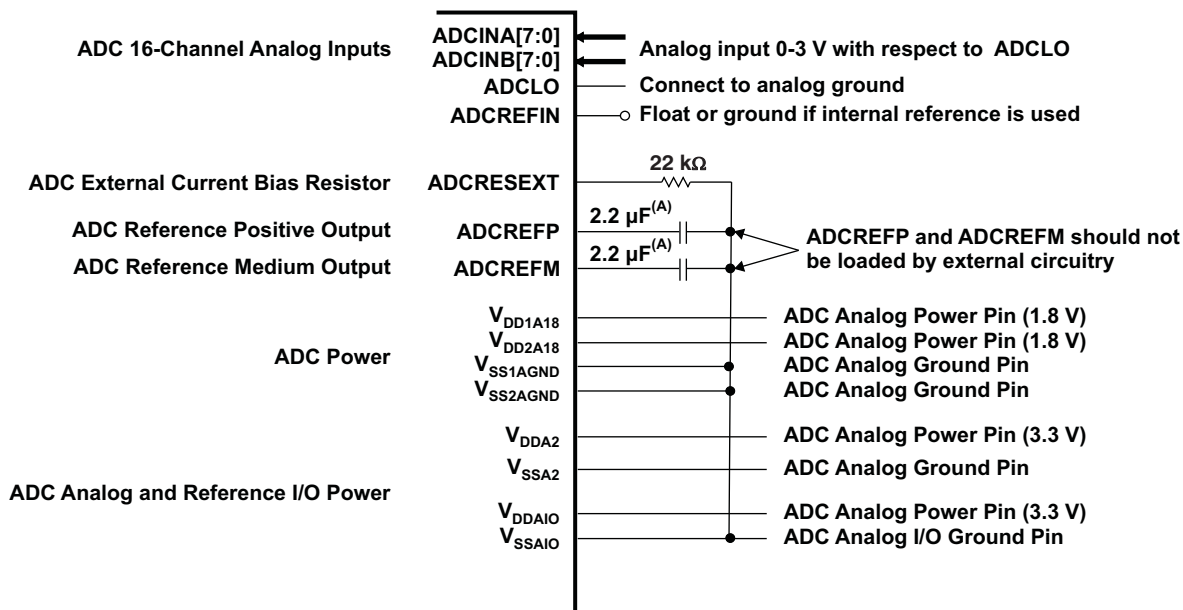 ADC 16-Channel Analog Inputs
ADCINA[7:0]
ADCINB[7:0]
Analog input 0-3 V with respect to ADCLO
ADCLO
Connect to analog ground
ADCREFIN
Float or ground if internal reference is used
22 kΩ
ADC External Current Bias Resistor
ADCRESEXT
2.2 µF(A)
ADC Reference Positive Output
ADCREFP
2.2 µF(A)
ADC Reference Medium Output
ADCREFM
ADCREFP and ADCREFM should not
be loaded by external circuitry
ADC Power
VDD1A18
ADC Analog Power Pin (1.8 V)
VDD2A18
ADC Analog Power Pin (1.8 V)
VSS1AGND
ADC Analog Ground Pin
VSS2AGND
ADC Analog Ground Pin
ADC Analog and Reference I/O Power
VDDA2
ADC Analog Power Pin (3.3 V)
VSSA2
ADC Analog Ground Pin
VDDAIO
ADC Analog Power Pin (3.3 V)
VSSAIO
ADC Analog I/O Ground Pin